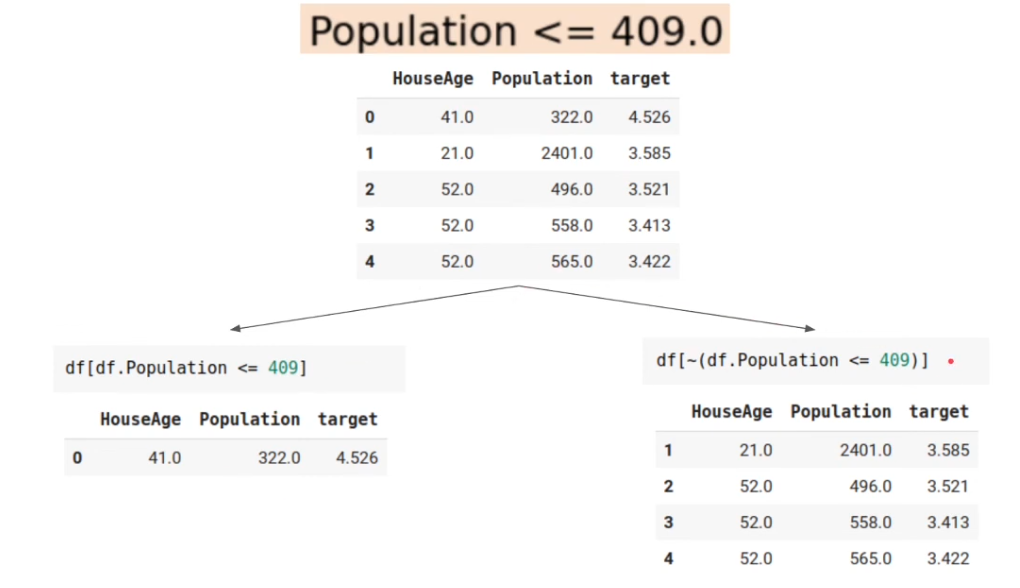 Population <= 409.0
HouseAge Population target
0 41.0 322.0 4.526
1 21.0 2401.0 3.585
2 52.0 496.0 3.521
3 52.0 558.0 3.413
4 52.0 565.0 3.422
df[df.Population <= 409]
HouseAge Population target
0 41.0 322.0 4.526
df[~(df.Population <= 409)]
HouseAge Population target
1 21.0 2401.0 3.585
2 52.0 496.0 3.521
3 52.0 558.0 3.413
4 52.0 565.0 3.422